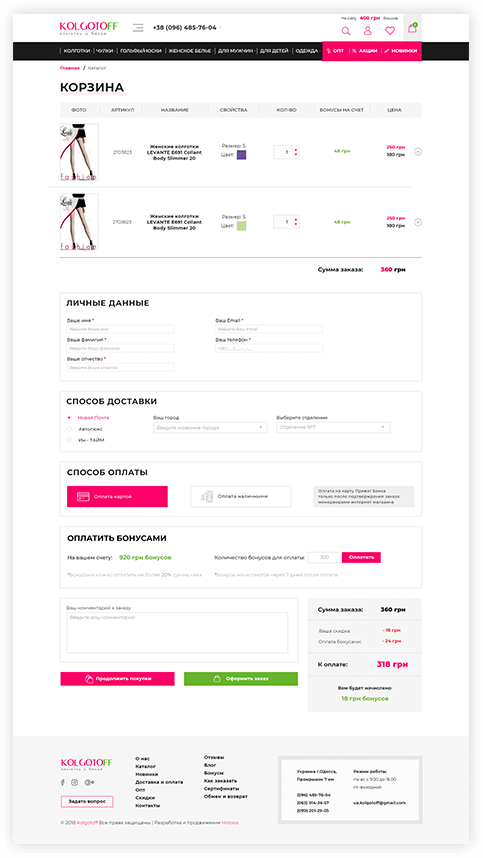 KOLGOTOFF
колготки & белье
+38 (096) 485-76-04
На счету 400 грн бонусов
КОЛГОТКИ ЧУЛКИ ГОЛЬФЫ/НОСКИ ЖЕНСКОЕ БЕЛЬЕ ДЛЯ МУЖЧИН ДЛЯ ДЕТЕЙ ОДЕЖДА ОПТ АКЦИИ НОВИНКИ
Главная / Каталог
КОРЗИНА
ФОТО АРТИКУЛ НАЗВАНИЕ СВОЙСТВА КОЛ-ВО БОНУСЫ НА СЧЕТ ЦЕНА
2703823 Женские колготки LEVANTE E691 Collant Body Slimmer 20 Размер: S Цвет: 1 48 грн 250 грн 180 грн
2703823 Женские колготки LEVANTE E691 Collant Body Slimmer 20 Размер: S Цвет: 1 48 грн 250 грн 180 грн
Сумма заказа: 360 грн
ЛИЧНЫЕ ДАННЫЕ
Ваше имя * Ваш Email *
Введите Ваше имя Введите Ваш Email
Ваша фамилия * Ваш телефон *
Введите Вашу фамилию
Ваше отчество *
Введите Ваше отчество
СПОСОБ ДОСТАВКИ
Новая Почта Ваш город Выберите отделение
Автолюкс Введите название города Отделение №7
Ин - ТАЙМ
СПОСОБ ОПЛАТЫ
Оплата картой Оплата наличными
Оплата на карту Приват Банка
только после подтверждения заказа
менеджерами интернет-магазина
ОПЛАТИТЬ БОНУСАМИ
На вашем счету: 920 грн бонусов Количество бонусов для оплаты: 300 Оплатить
*Бонусами можно оплатить не более 20% суммы чека *Бонусы начисляются через 7 дней после оплаты
Ваш комментарий к заказу
Введите ваш комментарий
Продолжить покупки Оформить заказ
Сумма заказа: 360 грн
Ваша скидка: - 18 грн
Оплата бонусами: - 24 грн
К оплате: 318 грн
Вам будет начислено
18 грн бонусов
KOLGOTOFF
колготки & белье
Задать вопрос
О нас
Каталог
Новинки
Доставка и оплата
Опт
Скидки
Контакты
Отзывы
Блог
Бонусы
Как заказать
Сертификаты
Обмен и возврат
Украина г.Одесса,
(096) 485-76-04
(063) 014-36-57
(099) 261-29-05
Режим работы:
пн-вс с 9:00 до 18:00
пт-выходной
ua.kolgotoff@gmail.com
© 2018 Kolgotoff Все права защищены | Разработка и продвижение